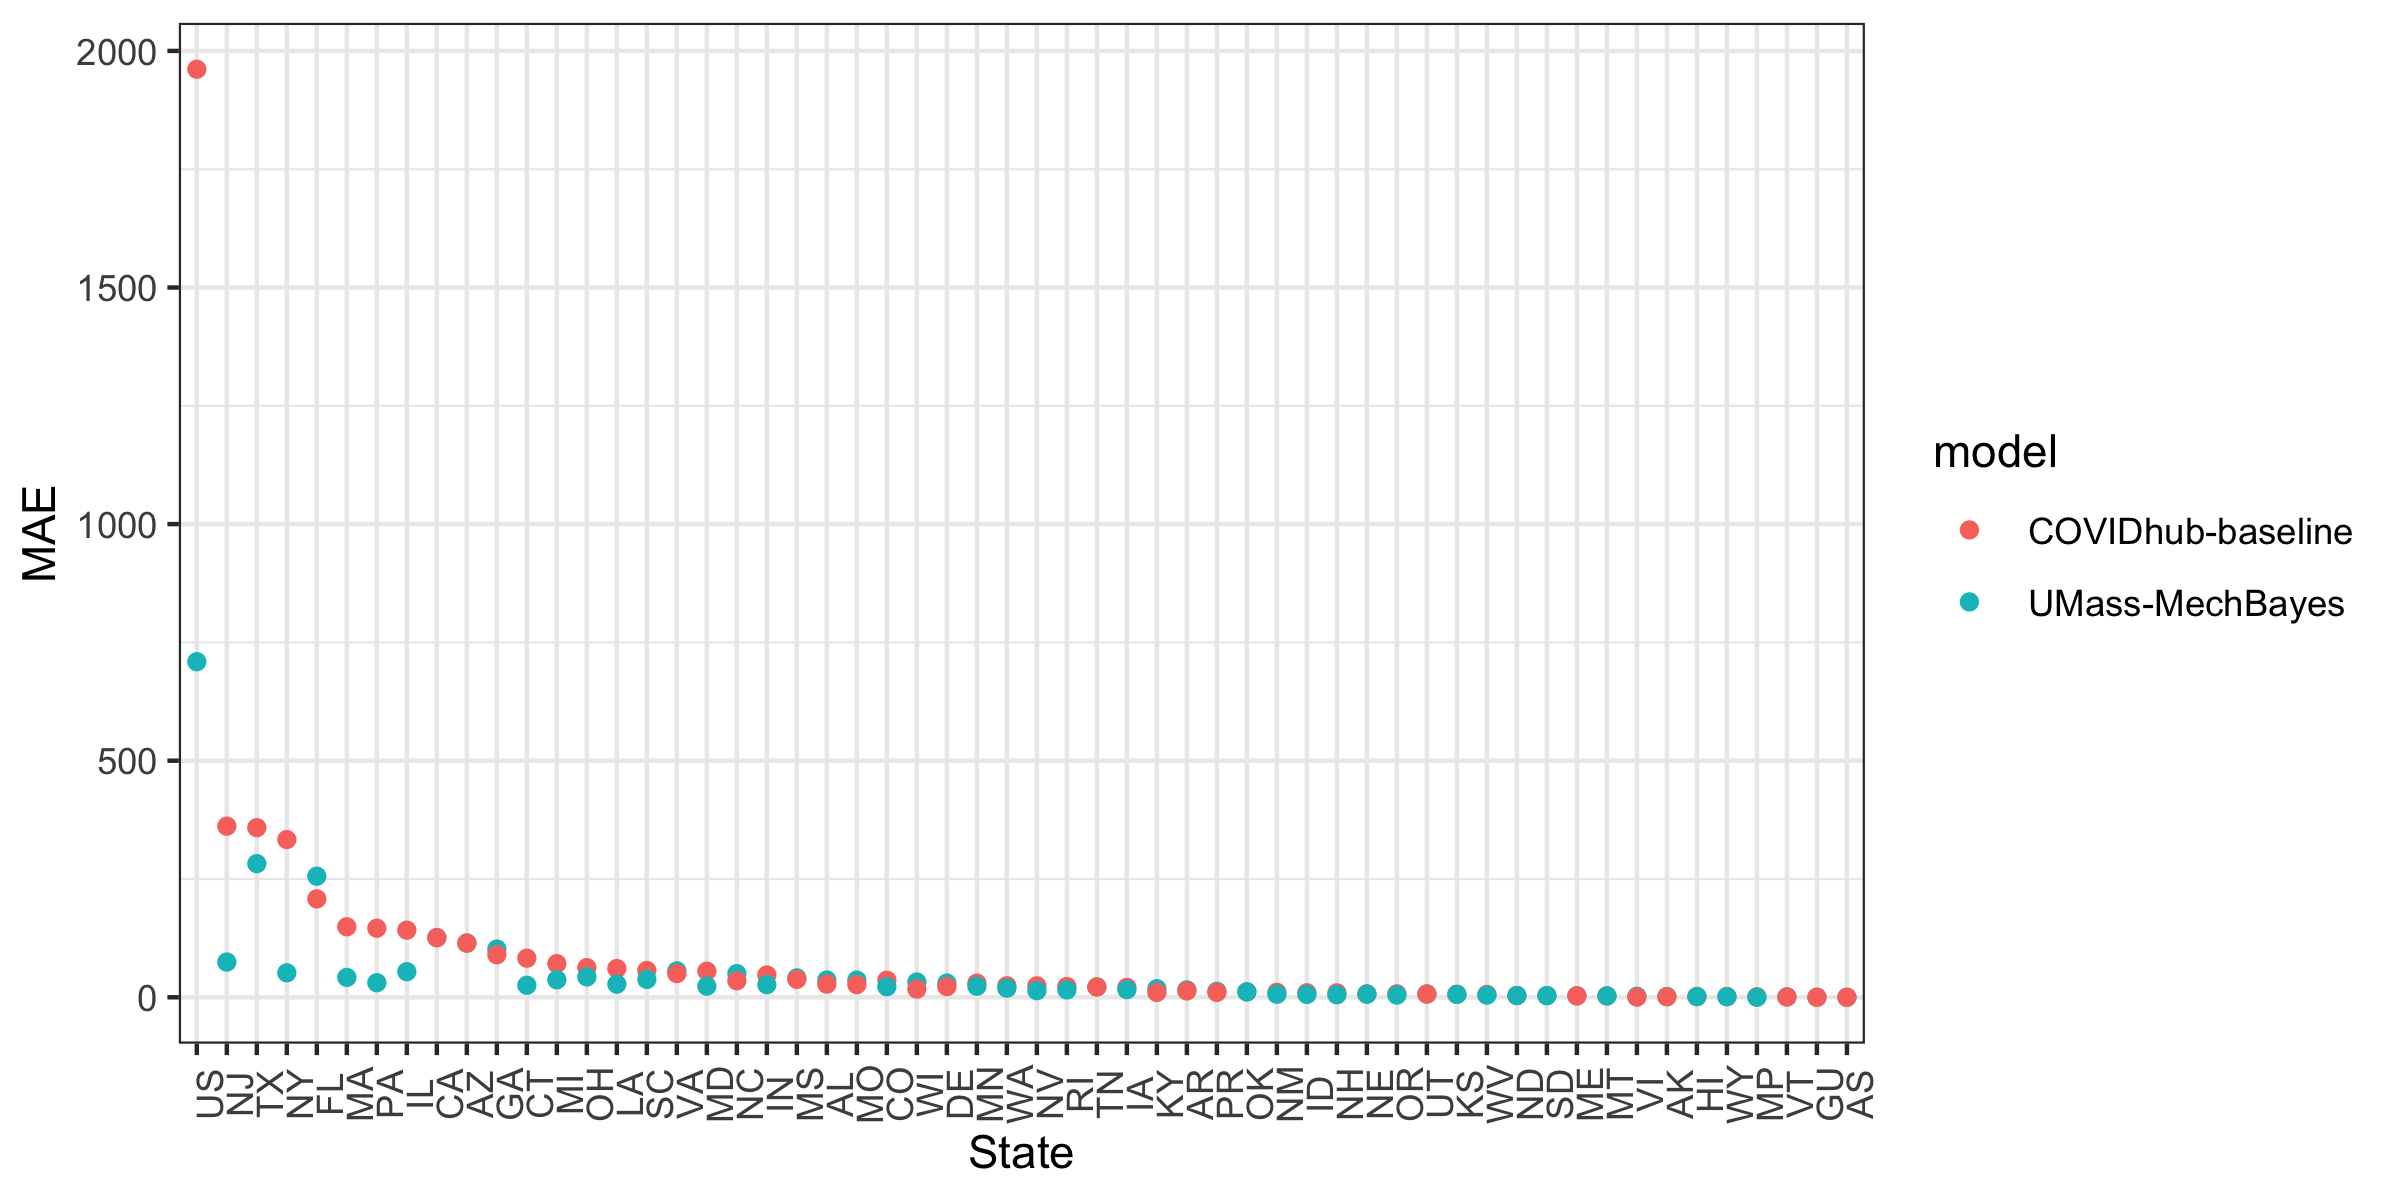 2000
1500
1000
500
0
MAE
US NJ TX NY FL MA PA IL CA AZ GA CT MI OH LA SC VA MD NC IN MS AL MO CO WI DE MN WA NV RI TN IA KY AR PR OK NM ID NH NE OR UT KS WV ND SD ME MT VI AK HI WY MP VT GU AS
State
model
COVIDhub-baseline
UMass-MechBayes